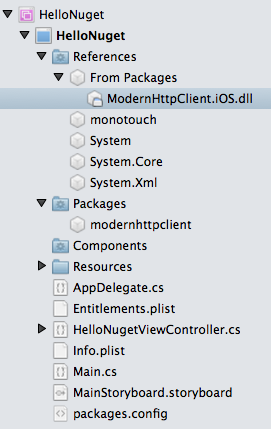 HelloNuget
HelloNuget
References
From Packages
ModernHttpClient.iOS.dll
monotouch
System
System.Core
System.Xml
Packages
modernhttpclient
Components
Resources
AppDelegate.cs
Entitlements.plist
HelloNugetViewController.cs
Info.plist
Main.cs
MainStoryboard.storyboard
packages.config